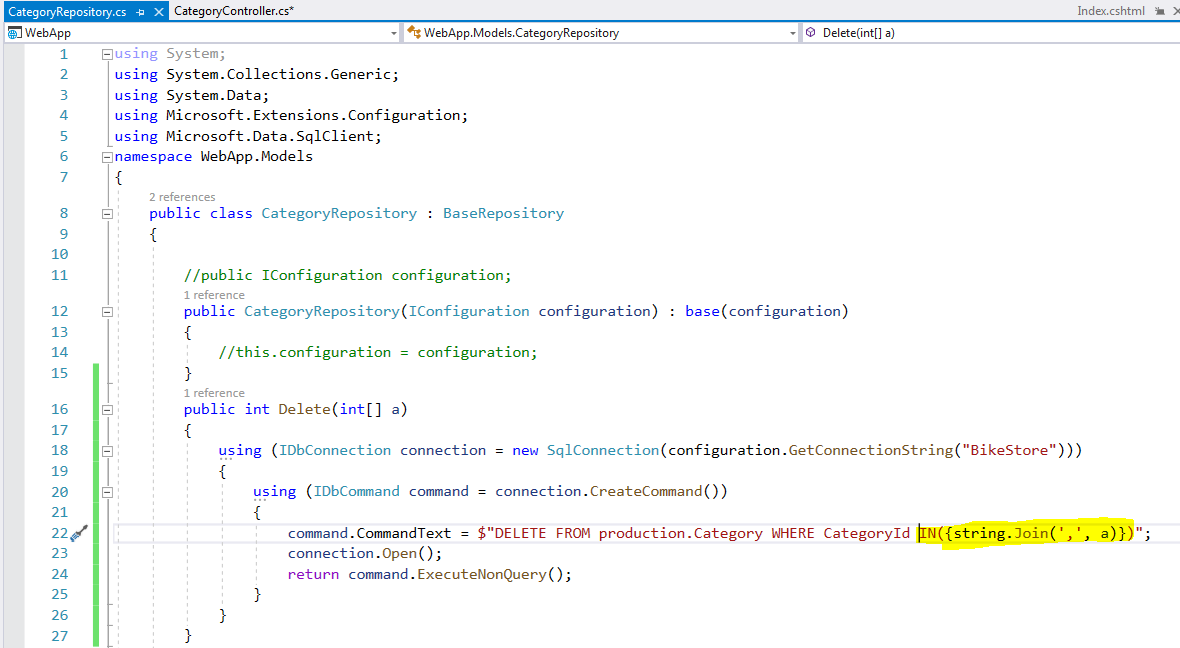 CategoryRepository.cs CategoryController.cs* Index.cshtml
WebApp WebApp.Models.CategoryRepository Delete(int[] a)
1 using System;
2 using System.Collections.Generic;
3 using System.Data;
4 using Microsoft.Extensions.Configuration;
5 using Microsoft.Data.SqlClient;
6 namespace WebApp.Models
7 {
2 references
8 public class CategoryRepository : BaseRepository
9 {
10
11 //public IConfiguration configuration;
1 reference
12 public CategoryRepository(IConfiguration configuration) : base(configuration)
13 {
14 //this.configuration = configuration;
15 }
1 reference
16 public int Delete(int[] a)
17 {
18 using (IDbConnection connection = new SqlConnection(configuration.GetConnectionString("BikeStore")))
19 {
20 using (IDbCommand command = connection.CreateCommand())
21 {
22 command.CommandText = $"DELETE FROM production.Category WHERE CategoryId IN({string.Join(',', a)})";
23 connection.Open();
24 return command.ExecuteNonQuery();
25 }
26 }
27 }